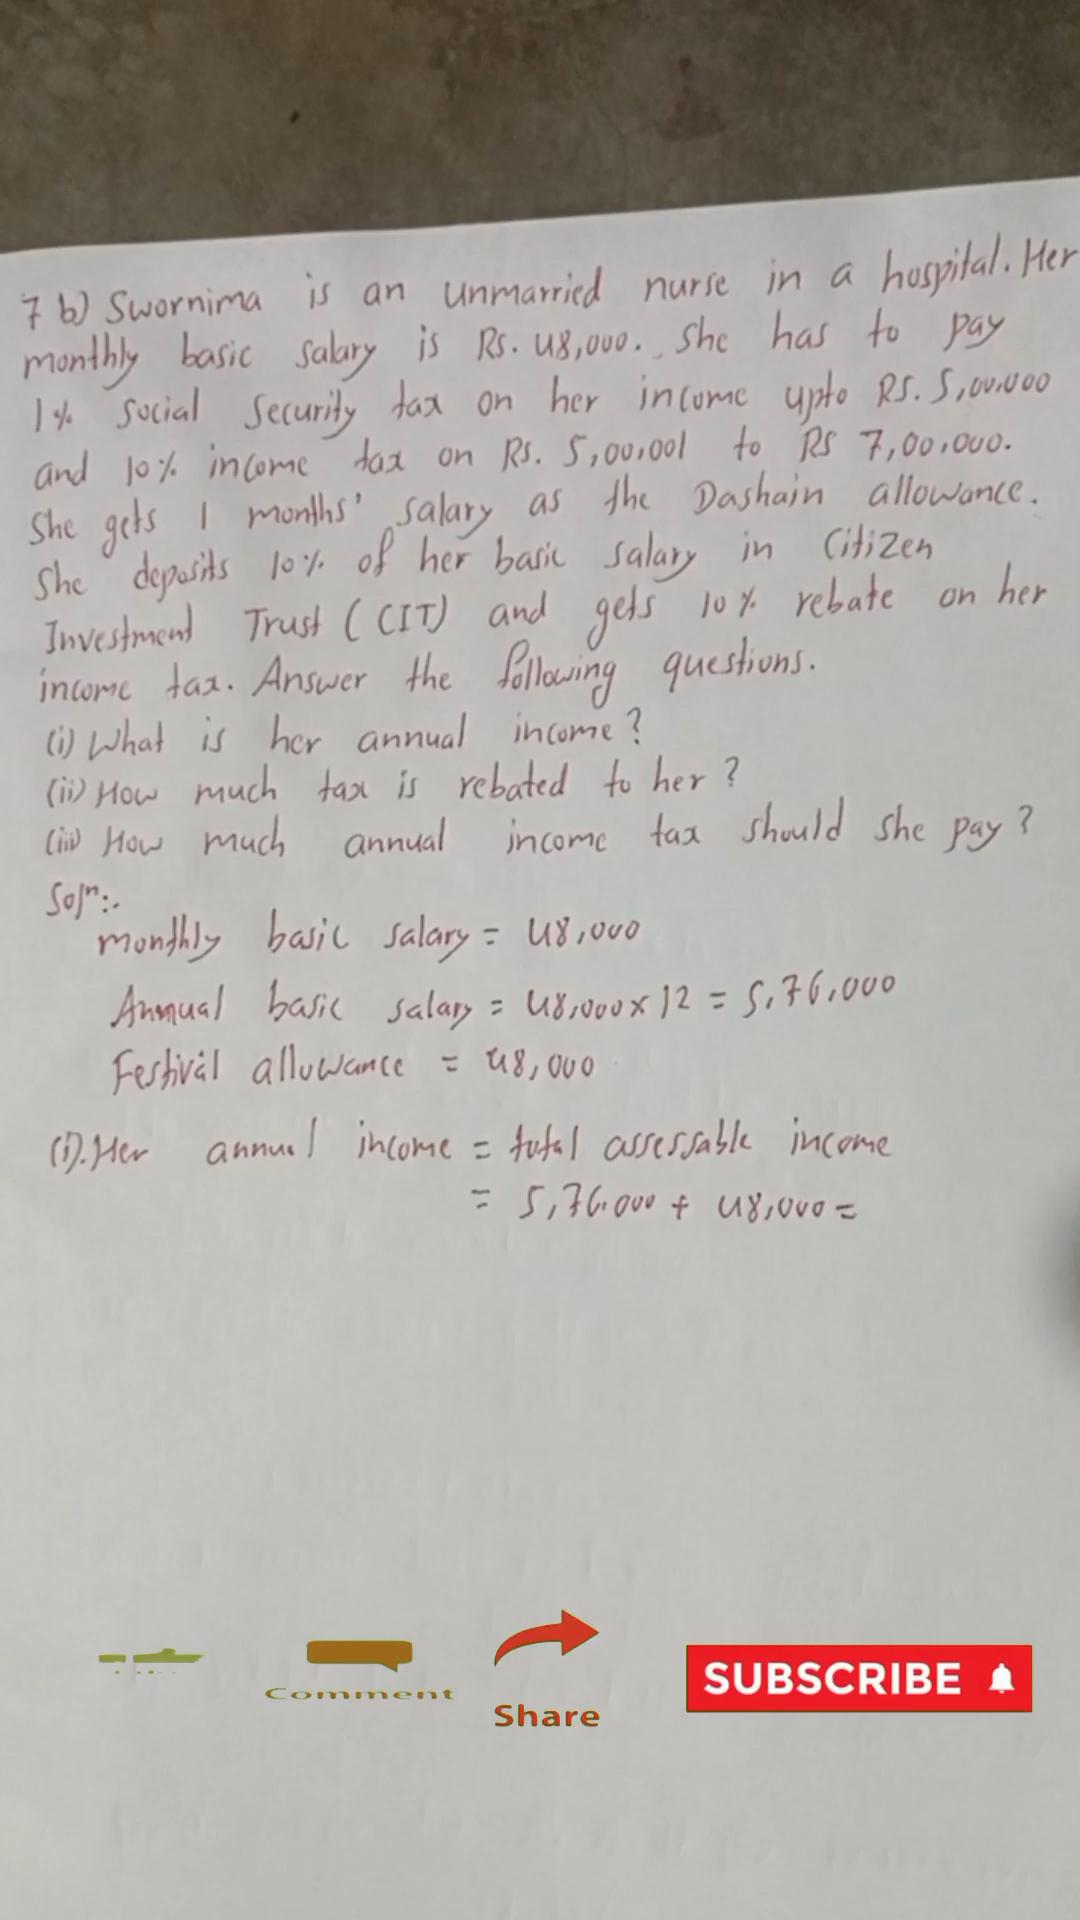 7 b) Swornima is an unmarried nurse in a hospital. Her
monthly basic salary is Rs. 48,000. She has to pay
1% Social Security tax on her income upto RS. 5,00,000
and 10% income tax on Rs. 5,00,001 to RS 7,00,000.
She gets 1 months' salary as the Dashain allowance.
She deposits 10% of her basic salary in Citizen
Investment Trust (CIT) and gets 10% rebate on her
income tax. Answer the following questions.
(i) What is her annual income?
(ii) How much tax is rebated to her?
(iii) How much annual income tax should she pay?
Solⁿ:-
monthly basic salary = 48,000
Annual basic salary = 48,000 x 12 = 5,76,000
Festival allowance = 48,000
(i). Her annual income = total assessable income
= 5,76,000 + 48,000 =
Comment
Share
SUBSCRIBE